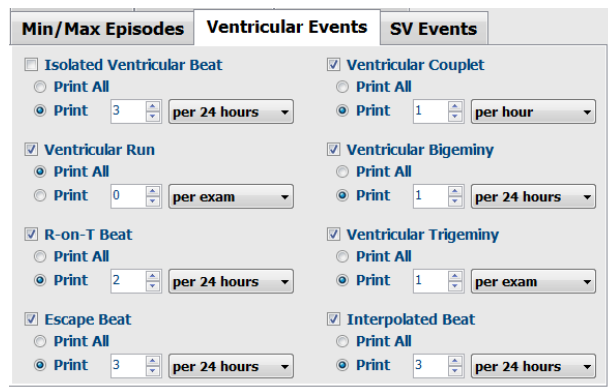 Min/Max Episodes Ventricular Events SV Events
Isolated Ventricular Beat
Print All
Print 3 per 24 hours
Ventricular Couplet
Print All
Print 1 per hour
Ventricular Run
Print All
Print 0 per exam
Ventricular Bigeminy
Print All
Print 1 per 24 hours
R-on-T Beat
Print All
Print 2 per 24 hours
Ventricular Trigeminy
Print All
Print 1 per exam
Escape Beat
Print All
Print 3 per 24 hours
Interpolated Beat
Print All
Print 3 per 24 hours